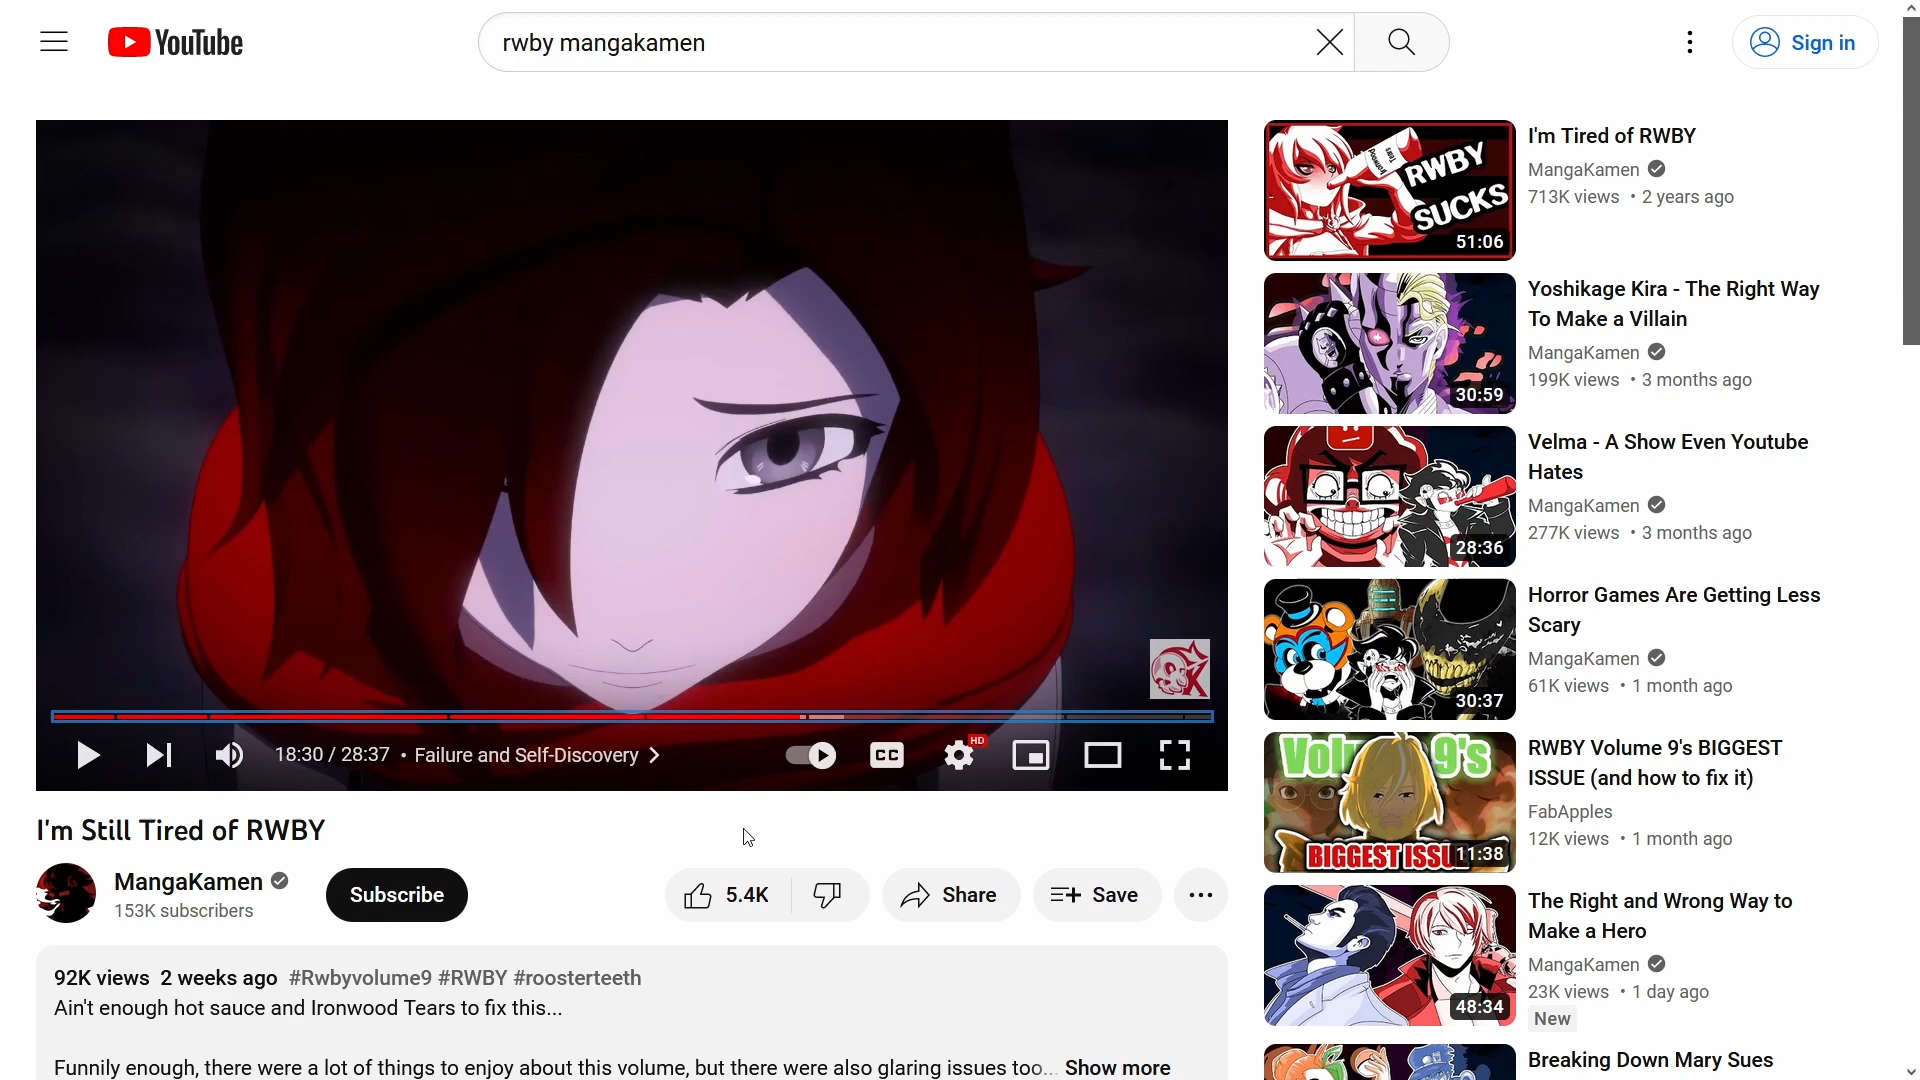 YouTube
rwby mangakamen
Sign in
18:30 / 28:37 • Failure and Self-Discovery
CC
HD
I'm Still Tired of RWBY
MangaKamen
153K subscribers
Subscribe
5.4K
Share
Save
92K views 2 weeks ago #Rwbyvolume9 #RWBY #roosterteeth
Ain't enough hot sauce and Ironwood Tears to fix this...
Funnily enough, there were a lot of things to enjoy about this volume, but there were also glaring issues too... Show more
Ironwood
Tears
RWBY
SUCKS
51:06
I'm Tired of RWBY
MangaKamen
713K views • 2 years ago
30:59
Yoshikage Kira - The Right Way
To Make a Villain
MangaKamen
199K views • 3 months ago
28:36
Velma - A Show Even Youtube
Hates
MangaKamen
277K views • 3 months ago
30:37
Horror Games Are Getting Less
Scary
MangaKamen
61K views • 1 month ago
Vol 9's
BIGGEST ISSU
11:38
RWBY Volume 9's BIGGEST
ISSUE (and how to fix it)
FabApples
12K views • 1 month ago
48:34
The Right and Wrong Way to
Make a Hero
MangaKamen
23K views • 1 day ago
New
Breaking Down Mary Sues